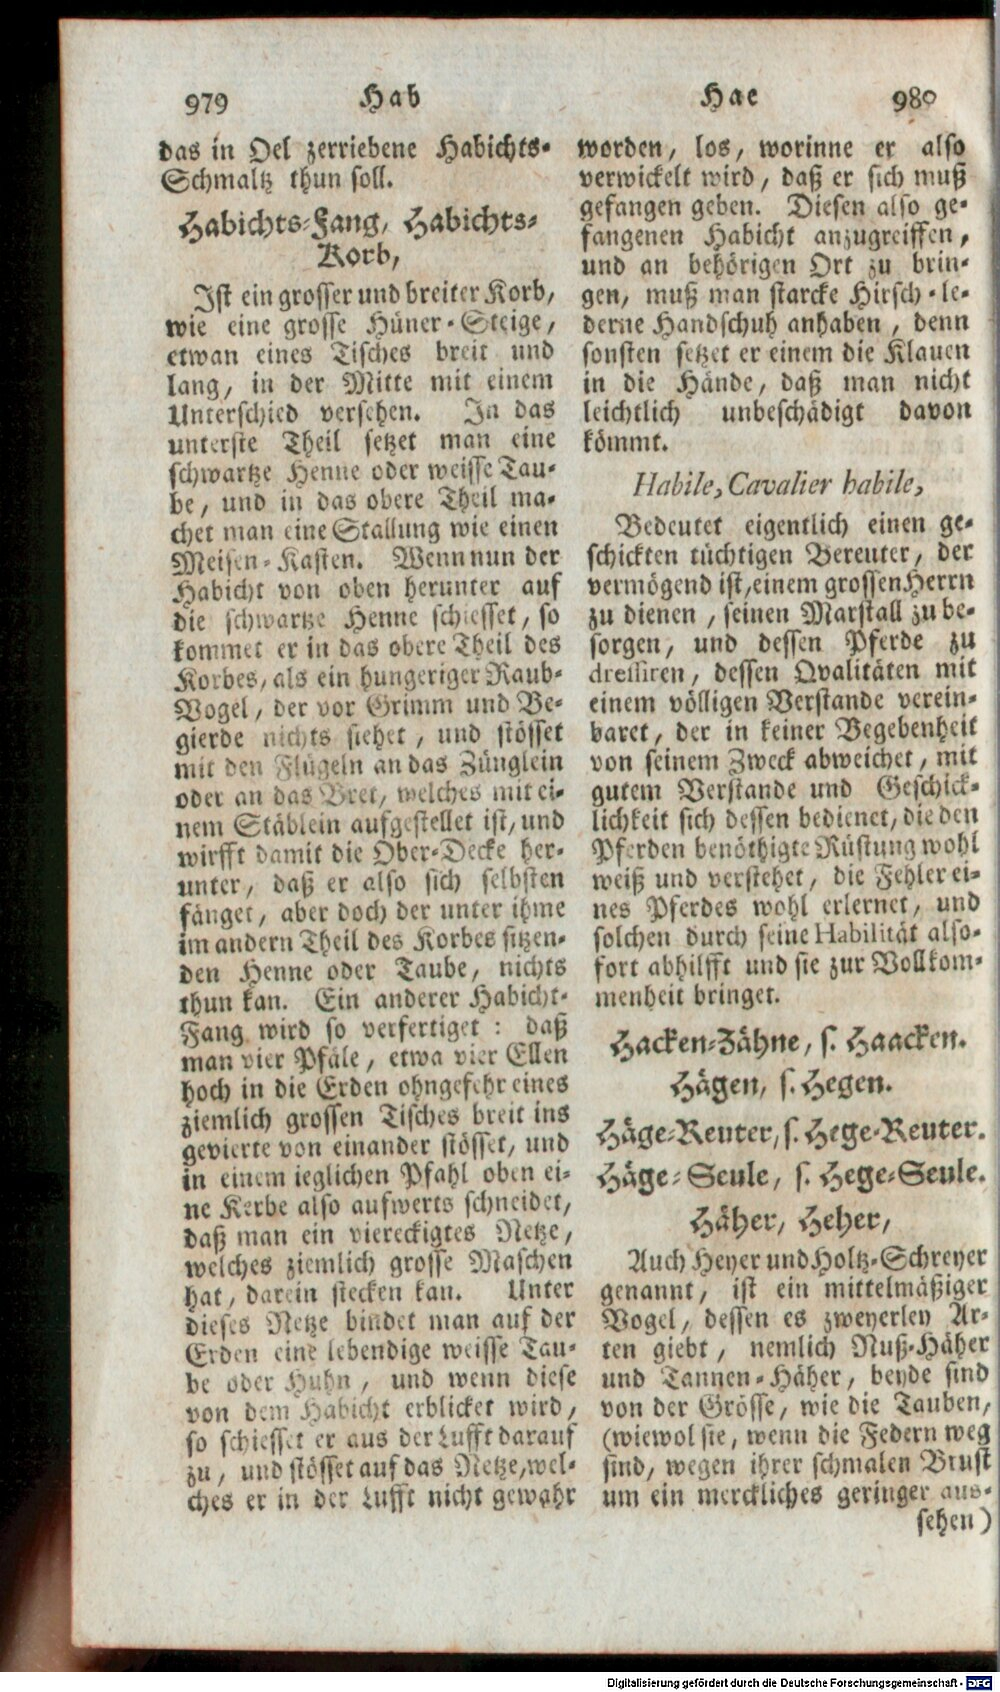 979 Hab
das in Oel zerriebene Habichts-
Schmaltz thun soll.
Habichts-Fang, Habichts-
Korb,
Ist ein grosser und breiter Korb,
wie eine grosse Hüner-Steige,
etwan eines Tisches breit und
lang, in der Mitte mit einem
Unterschied versehen. In das
unterste Theil setzet man eine
schwartze Henne oder weisse Tau-
be, und in das obere Theil ma-
chet man eine Stallung wie einen
Meisen-Kasten. Wenn nun der
Habicht von oben herunter auf
die schwartze Henne schiesset, so
kommet er in das obere Theil des
Korbes, als ein hungeriger Raub-
Vogel, der vor Grimm und Be-
gierde nichts siehet, und stösset
mit den Flügeln an das Zünglein
oder an das Bret, welches mit ei-
nem Stäblein aufgestellet ist, und
wirfft damit die Ober-Decke her-
unter, daß er also sich selbsten
fänget, aber doch der unter ihme
im andern Theil des Korbes sitzen-
den Henne oder Taube, nichts
thun kan. Ein anderer Habicht-
Fang wird so verfertiget: daß
man vier Pfäle, etwa vier Ellen
hoch in die Erden ohngefehr eines
ziemlich grossen Tisches breit ins
gevierte von einander stösset, und
in einem ieglichen Pfahl oben ei-
ne Kerbe also aufwerts schneidet,
daß man ein viereckigtes Netze,
welches ziemlich grosse Maschen
hat, darein stecken kan. Unter
dieses Netze bindet man auf der
Erden eine lebendige weisse Tau-
be oder Huhn, und wenn diese
von dem Habicht erblicket wird,
so schiesset er aus der Lufft darauf
zu, und stösset auf das Netze, wel-
ches er in der Lufft nicht gewahr
Hae 980
worden, los, worinne er also
verwickelt wird, daß er sich muß
gefangen geben. Diesen also ge-
fangenen Habicht anzugreiffen,
und an behörigen Ort zu brin-
gen, muß man starcke Hirsch-le-
derne Handschuh anhaben, denn
sonsten setzet er einem die Klauen
in die Hände, daß man nicht
leichtlich unbeschädigt davon
kömmt.
Habile, Cavalier habile,
Bedeutet eigentlich einen ge-
schickten tüchtigen Bereuter, der
vermögend ist, einem grossen Herrn
zu dienen, seinen Marstall zu be-
sorgen, und dessen Pferde zu
dressiren, dessen Qvalitäten mit
einem völligen Verstande verein-
baret, der in keiner Begebenheit
von seinem Zweck abweichet, mit
gutem Verstande und Geschick-
lichkeit sich dessen bedienet, die den
Pferden benöthigte Rüstung wohl
weiß und verstehet, die Fehler ei-
nes Pferdes wohl erlernet, und
solchen durch seine Habilität also-
fort abhilfft und sie zur Vollkom-
menheit bringet.
Hacken-Zähne, s. Haacken.
Hägen, s. Hegen.
Häge-Reuter, s. Hege-Reuter.
Häge-Seule, s. Hege-Seule.
Häher, Heher,
Auch Heyer und Holtz-Schreyer
genannt, ist ein mittelmäßiger
Vogel, dessen es zweyerley Ar-
ten giebt, nemlich Nuß-Häher
und Tannen-Häher, beyde sind
von der Grösse, wie die Tauben,
(wiewol sie, wenn die Federn weg
sind, wegen ihrer schmalen Brust
um ein merckliches geringer aus-
sehen)
Digitalisierung gefördert durch die Deutsche Forschungsgemeinschaft - DFG